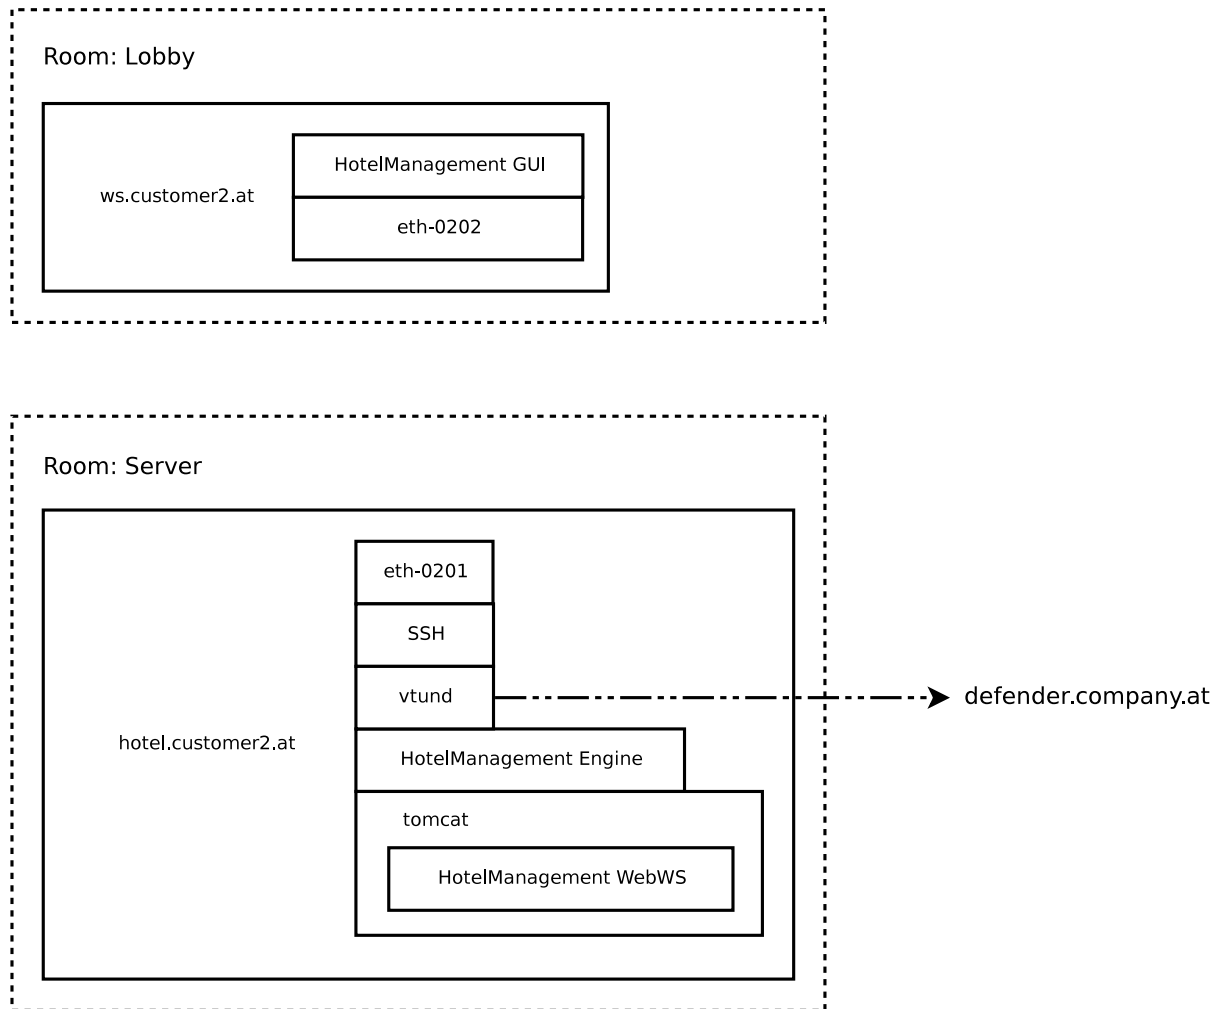 Room: Lobby
HotelManagement GUI
ws.customer2.at
eth-0202
Room: Server
eth-0201
SSH
vtund
defender.company.at
hotel.customer2.at
HotelManagement Engine
tomcat
HotelManagement WebWS